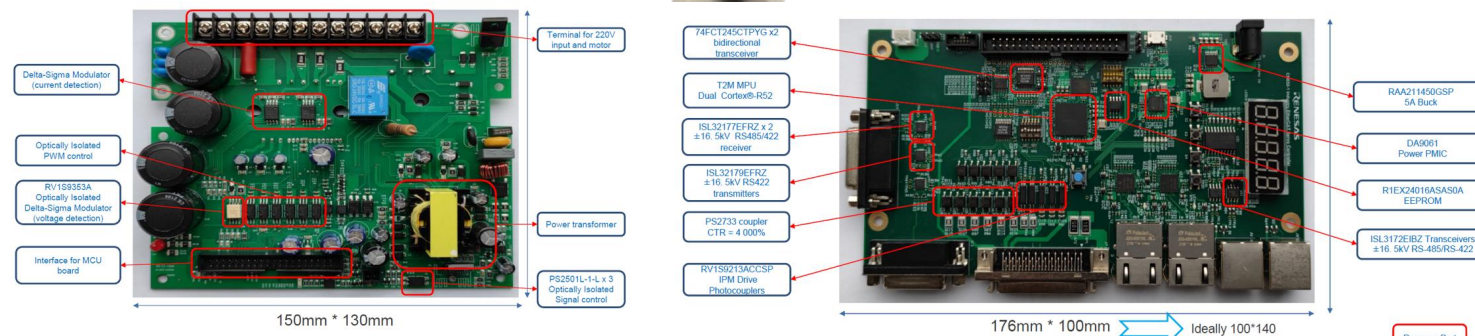 Terminal for 220V
input and motor
Delta-Sigma Modulator
(current detection)
Optically Isolated
PWM control
RV1S9353A
Optically Isolated
Delta-Sigma Modulator
(voltage detection)
Interface for MCU
board
Power transformer
PS2501L-1-L x 3
Optically Isolated
Signal control
150mm * 130mm
74FCT245CTPYG x2
bidirectional
transceiver
T2M MPU
Dual Cortex®-R52
ISL32177EFRZ x 2
±16. 5kV RS485/422
receiver
ISL32179EFRZ
±16. 5kV RS422
transmitters
PS2733 coupler
CTR = 4 000%
RV1S9213ACCSP
IPM Drive
Photocouplers
RENESAS
RAA211450GSP
5A Buck
DA9061
Power PMIC
R1EX24016ASAS0A
EEPROM
ISL3172EIBZ Transceivers
±16. 5kV RS-485/RS-422
176mm * 100mm
Ideally 100*140